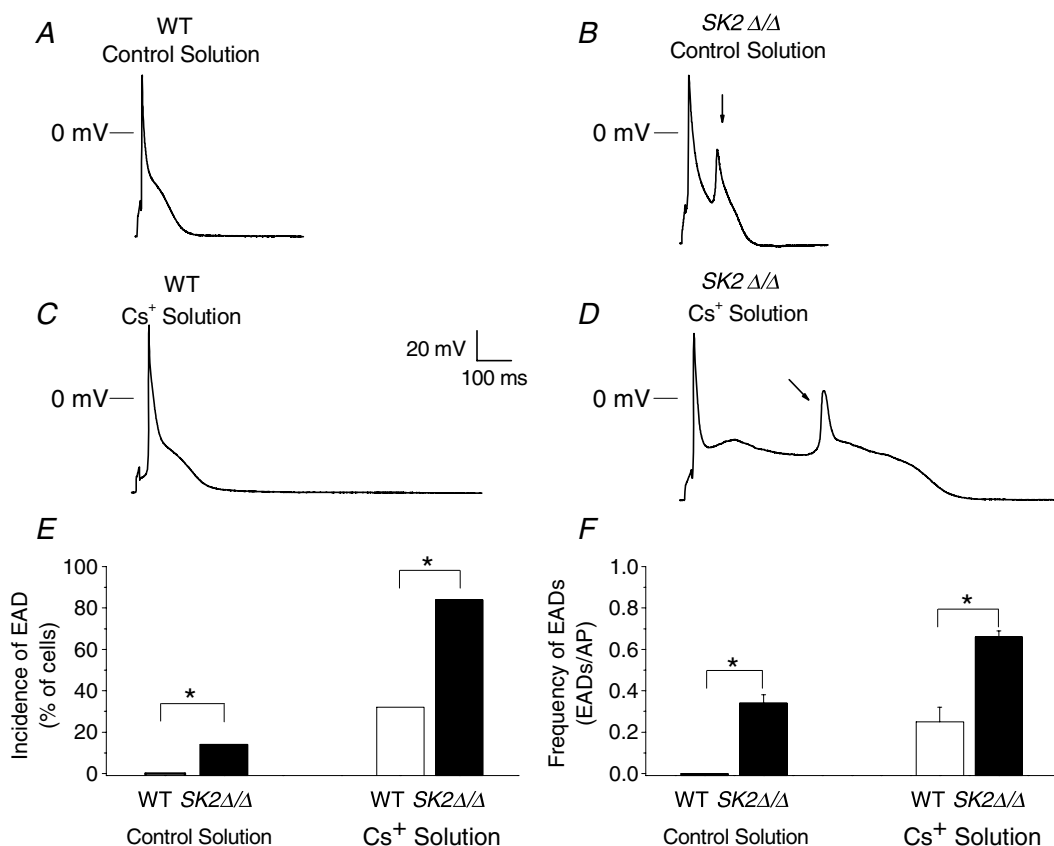 A
WT
Control Solution
0 mV
B
SK2 Δ/Δ
Control Solution
0 mV
C
WT
Cs⁺ Solution
0 mV
20 mV
100 ms
D
SK2 Δ/Δ
Cs⁺ Solution
0 mV
E
Incidence of EAD
(% of cells)
100
80
60
40
20
0
*
*
WT SK2Δ/Δ
Control Solution
WT SK2Δ/Δ
Cs⁺ Solution
F
Frequency of EADs
(EADs/AP)
1.0
0.8
0.6
0.4
0.2
0.0
*
*
WT SK2Δ/Δ
Control Solution
WT SK2Δ/Δ
Cs⁺ Solution